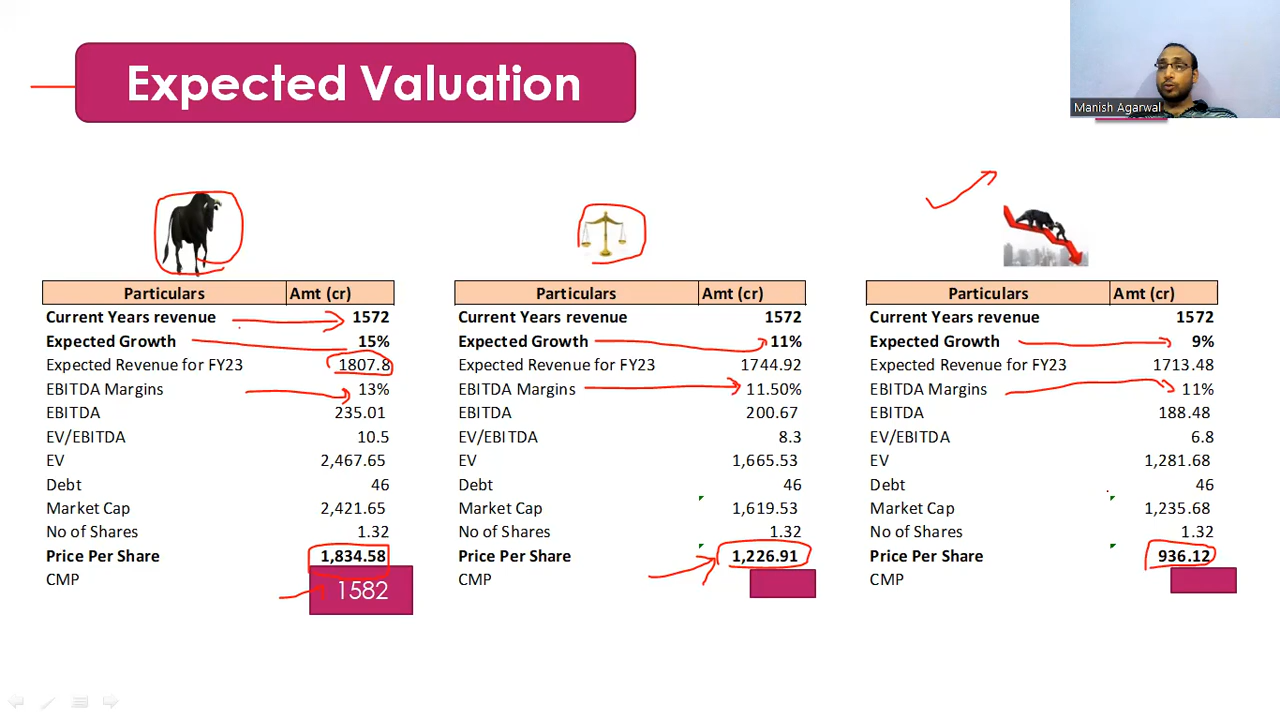 Expected Valuation
Manish Agarwal
Particulars Amt (cr)
Current Years revenue 1572
Expected Growth 15%
Expected Revenue for FY23 1807.8
EBITDA Margins 13%
EBITDA 235.01
EV/EBITDA 10.5
EV 2,467.65
Debt 46
Market Cap 2,421.65
No of Shares 1.32
Price Per Share 1,834.58
CMP 1582
Particulars Amt (cr)
Current Years revenue 1572
Expected Growth 11%
Expected Revenue for FY23 1744.92
EBITDA Margins 11.50%
EBITDA 200.67
EV/EBITDA 8.3
EV 1,665.53
Debt 46
Market Cap 1,619.53
No of Shares 1.32
Price Per Share 1,226.91
CMP
Particulars Amt (cr)
Current Years revenue 1572
Expected Growth 9%
Expected Revenue for FY23 1713.48
EBITDA Margins 11%
EBITDA 188.48
EV/EBITDA 6.8
EV 1,281.68
Debt 46
Market Cap 1,235.68
No of Shares 1.32
Price Per Share 936.12
CMP